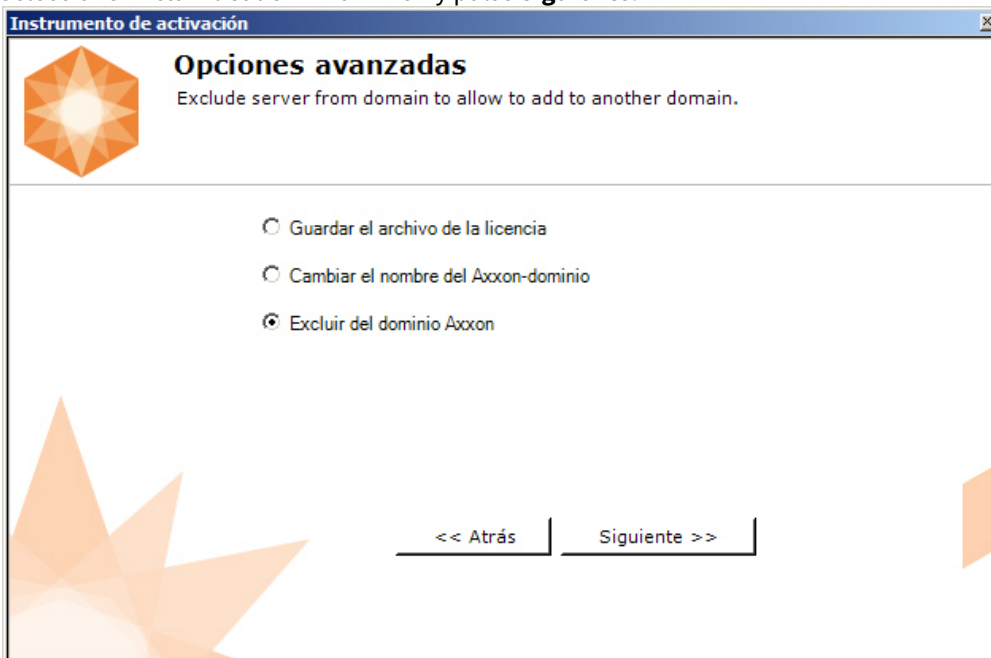 Instrumento de activación
Opciones avanzadas
Exclude server from domain to allow to add to another domain.
Guardar el archivo de la licencia
Cambiar el nombre del Axxon-dominio
Excluir del dominio Axxon
<< Atrás
Siguiente >>